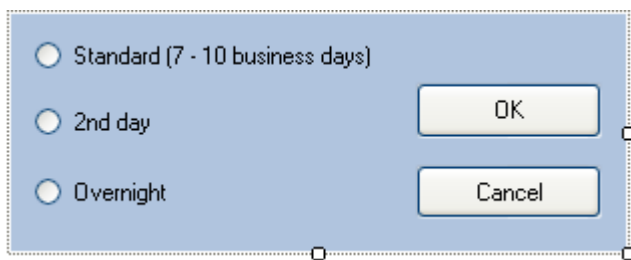 Standard (7 - 10 business days)
2nd day
OK
Overnight
Cancel